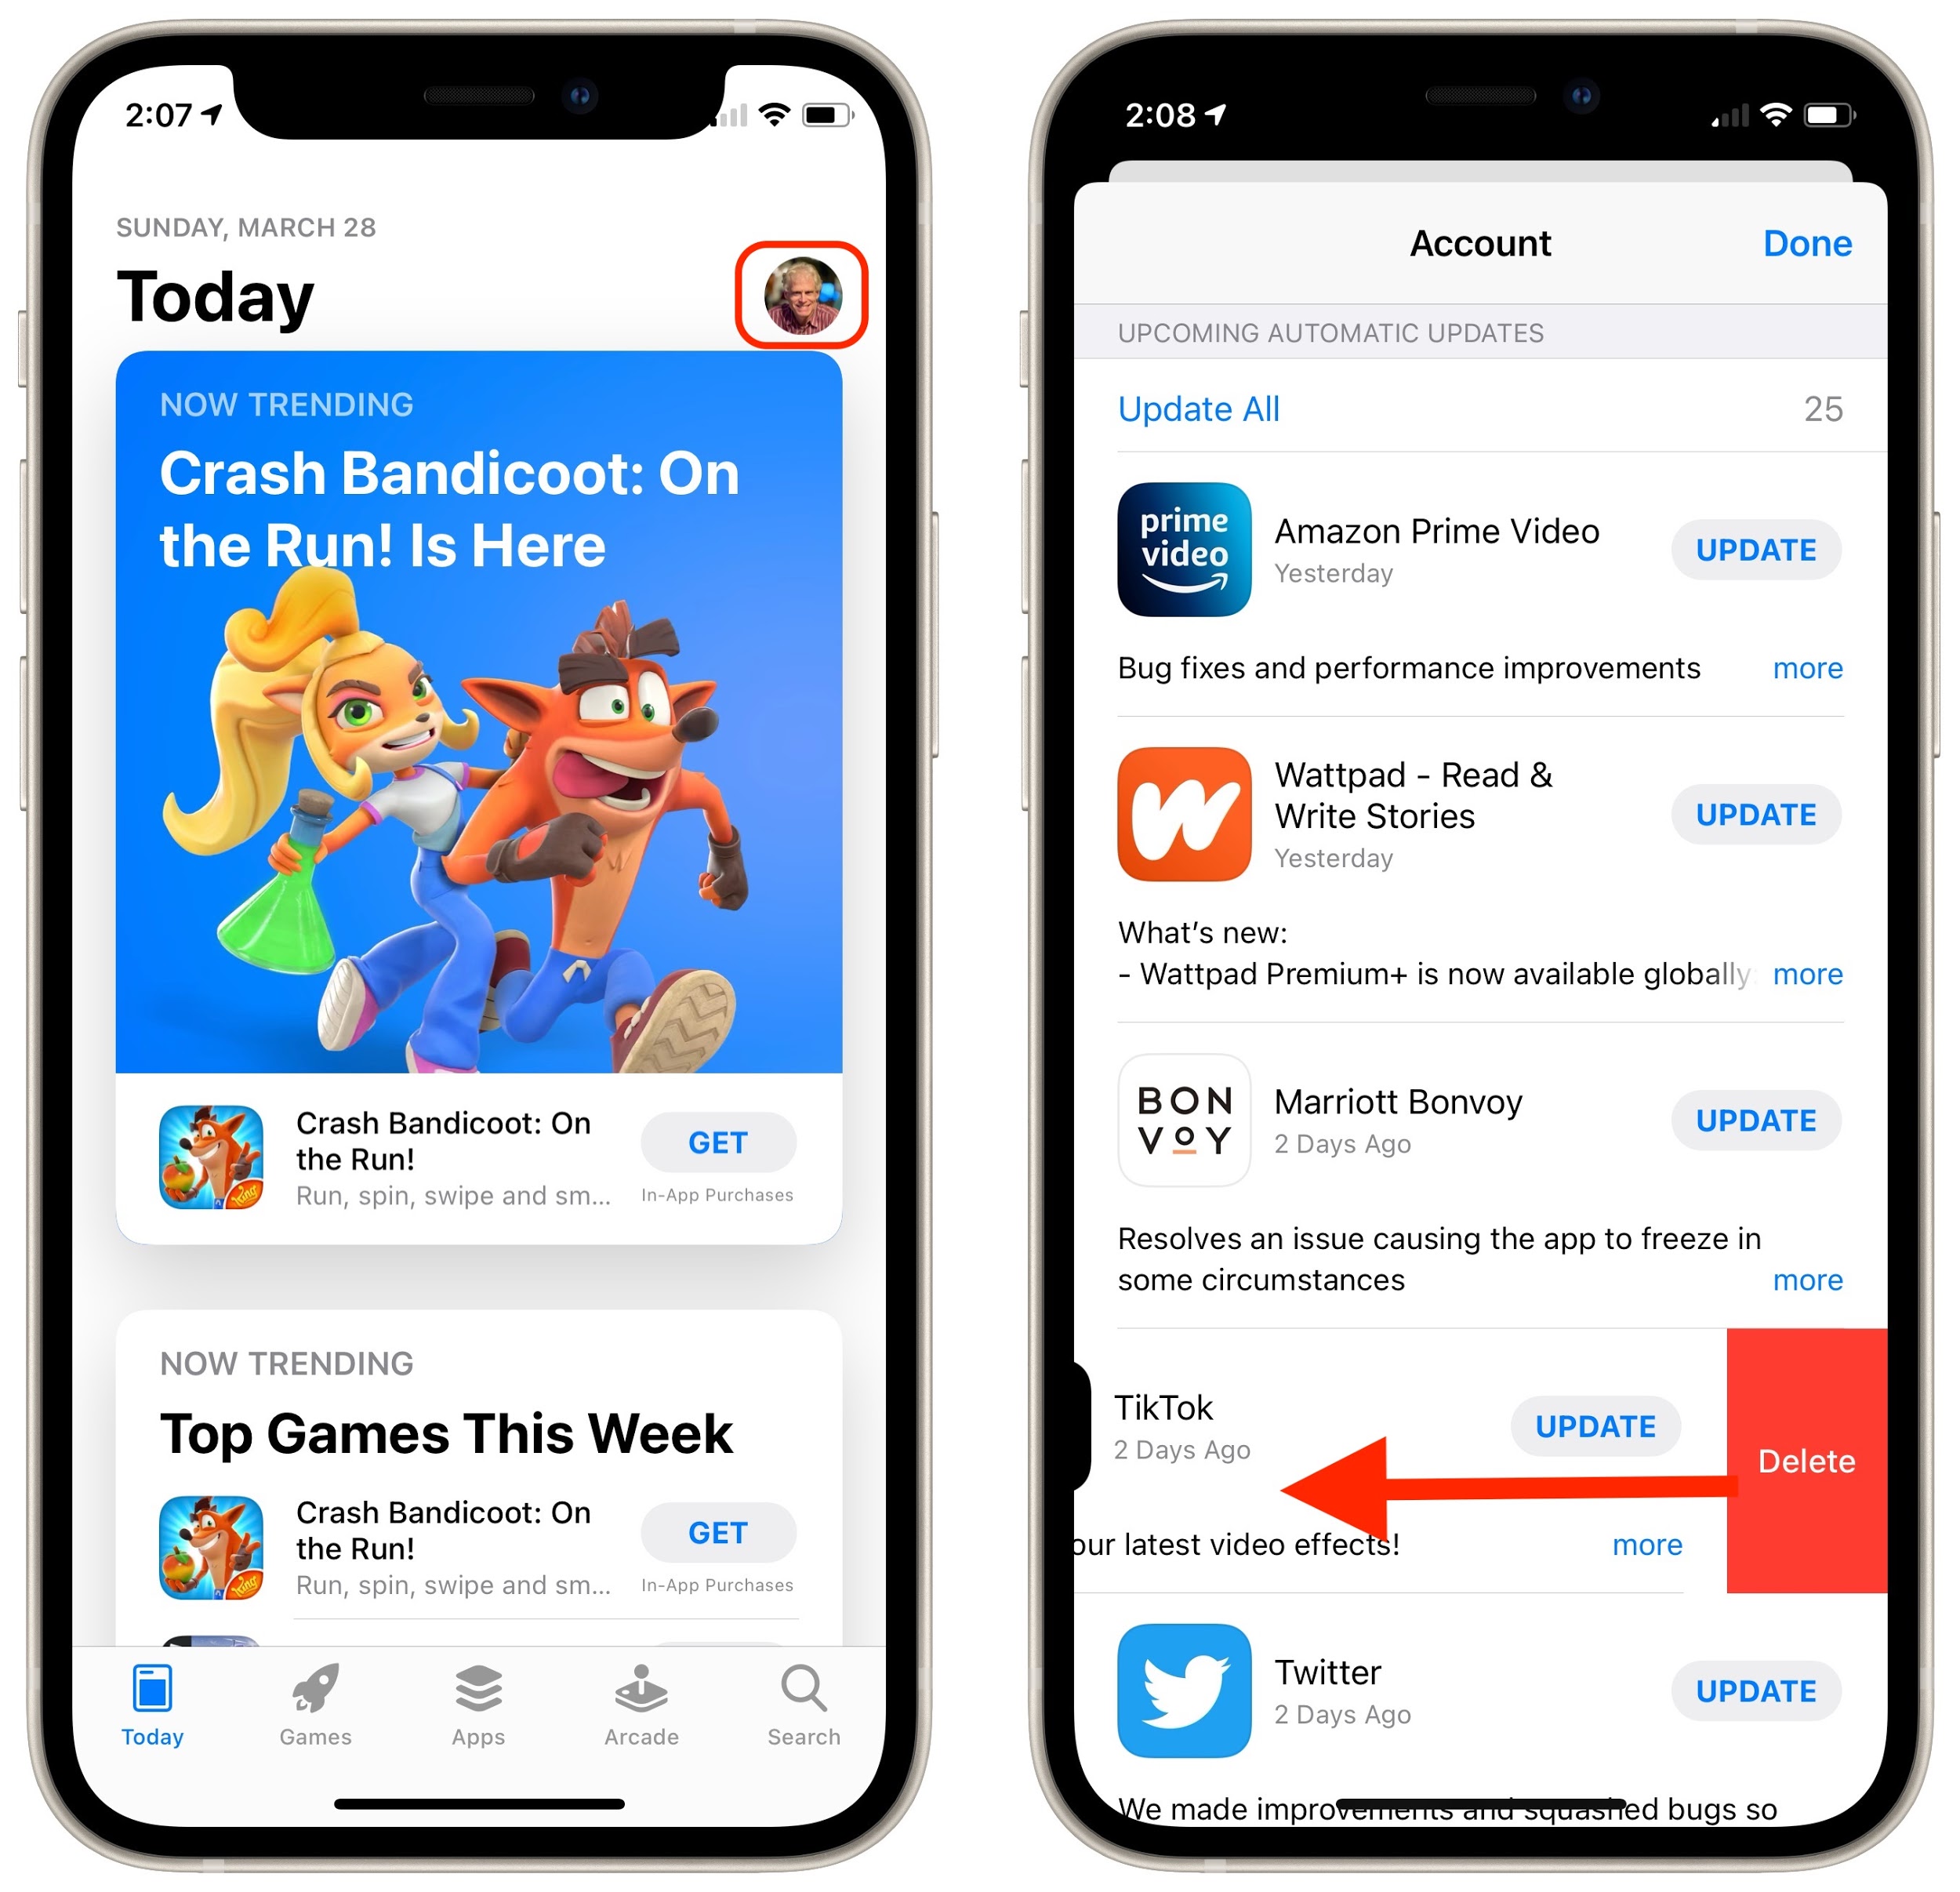 2:07
SUNDAY, MARCH 28
Today
NOW TRENDING
Crash Bandicoot: On
the Run! Is Here
Crash Bandicoot: On
the Run!
Run, spin, swipe and sm...
GET
In-App Purchases
king
NOW TRENDING
Top Games This Week
Crash Bandicoot: On
the Run!
Run, spin, swipe and sm...
GET
In-App Purchases
king
Today
Games
Apps
Arcade
Search
2:08
Account
Done
UPCOMING AUTOMATIC UPDATES
Update All
25
prime
video
Amazon Prime Video
Yesterday
UPDATE
Bug fixes and performance improvements
more
Wattpad - Read &
Write Stories
Yesterday
UPDATE
What’s new:
- Wattpad Premium+ is now available globally
more
BON
VOY
Marriott Bonvoy
2 Days Ago
UPDATE
Resolves an issue causing the app to freeze in
some circumstances
more
TikTok
2 Days Ago
UPDATE
Delete
our latest video effects!
more
Twitter
2 Days Ago
UPDATE
We made improvements and squashed bugs so